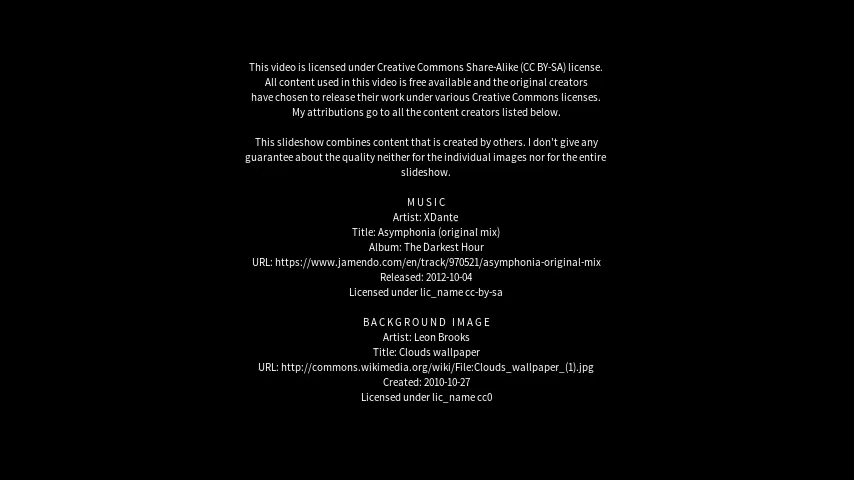 This video is licensed under Creative Commons Share-Alike (CC BY-SA) license.
All content used in this video is free available and the original creators
have chosen to release their work under various Creative Commons licenses.
My attributions go to all the content creators listed below.
This slideshow combines content that is created by others. I don't give any
guarantee about the quality neither for the individual images nor for the entire
slideshow.
MUSIC
Artist: XDante
Title: Asymphonia (original mix)
Album: The Darkest Hour
URL: https://www.jamendo.com/en/track/970521/asymphonia-original-mix
Released: 2012-10-04
Licensed under lic_name cc-by-sa
BACKGROUND IMAGE
Artist: Leon Brooks
Title: Clouds wallpaper
URL: http://commons.wikimedia.org/wiki/File:Clouds_wallpaper_(1).jpg
Created: 2010-10-27
Licensed under lic_name cc0